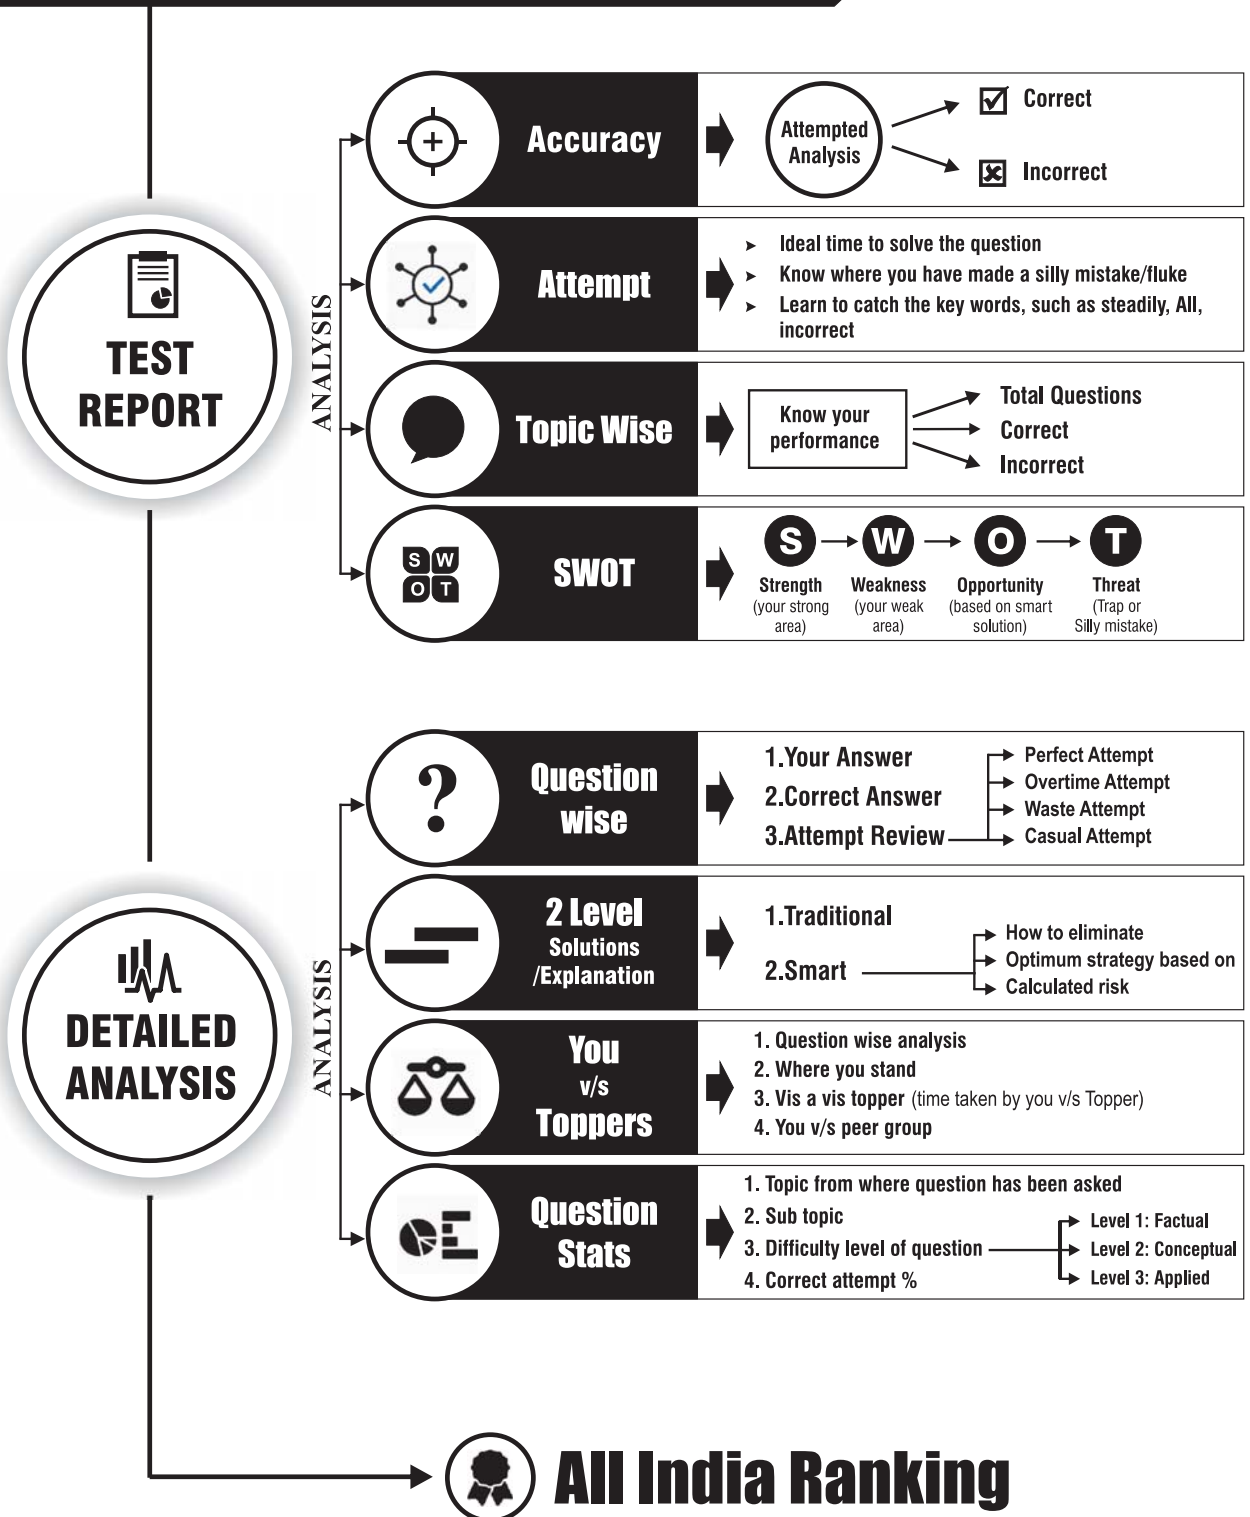 TEST
REPORT
ANALYSIS
Accuracy
Attempted
Analysis
Correct
Incorrect
Attempt
➤ Ideal time to solve the question
➤ Know where you have made a silly mistake/fluke
➤ Learn to catch the key words, such as steadily, All,
incorrect
Topic Wise
Know your
performance
Total Questions
Correct
Incorrect
S W
O T
SWOT
S W O T
Strength Weakness Opportunity Threat
(your strong (your weak (based on smart (Trap or
area) area) solution) Silly mistake)
DETAILED
ANALYSIS
ANALYSIS
?
Question
wise
1.Your Answer
2.Correct Answer
3.Attempt Review
Perfect Attempt
Overtime Attempt
Waste Attempt
Casual Attempt
2 Level
Solutions
/Explanation
1.Traditional
2.Smart
How to eliminate
Optimum strategy based on
Calculated risk
You
v/s
Toppers
1. Question wise analysis
2. Where you stand
3. Vis a vis topper (time taken by you v/s Topper)
4. You v/s peer group
Question
Stats
1. Topic from where question has been asked
2. Sub topic
3. Difficulty level of question
4. Correct attempt %
Level 1: Factual
Level 2: Conceptual
Level 3: Applied
All India Ranking